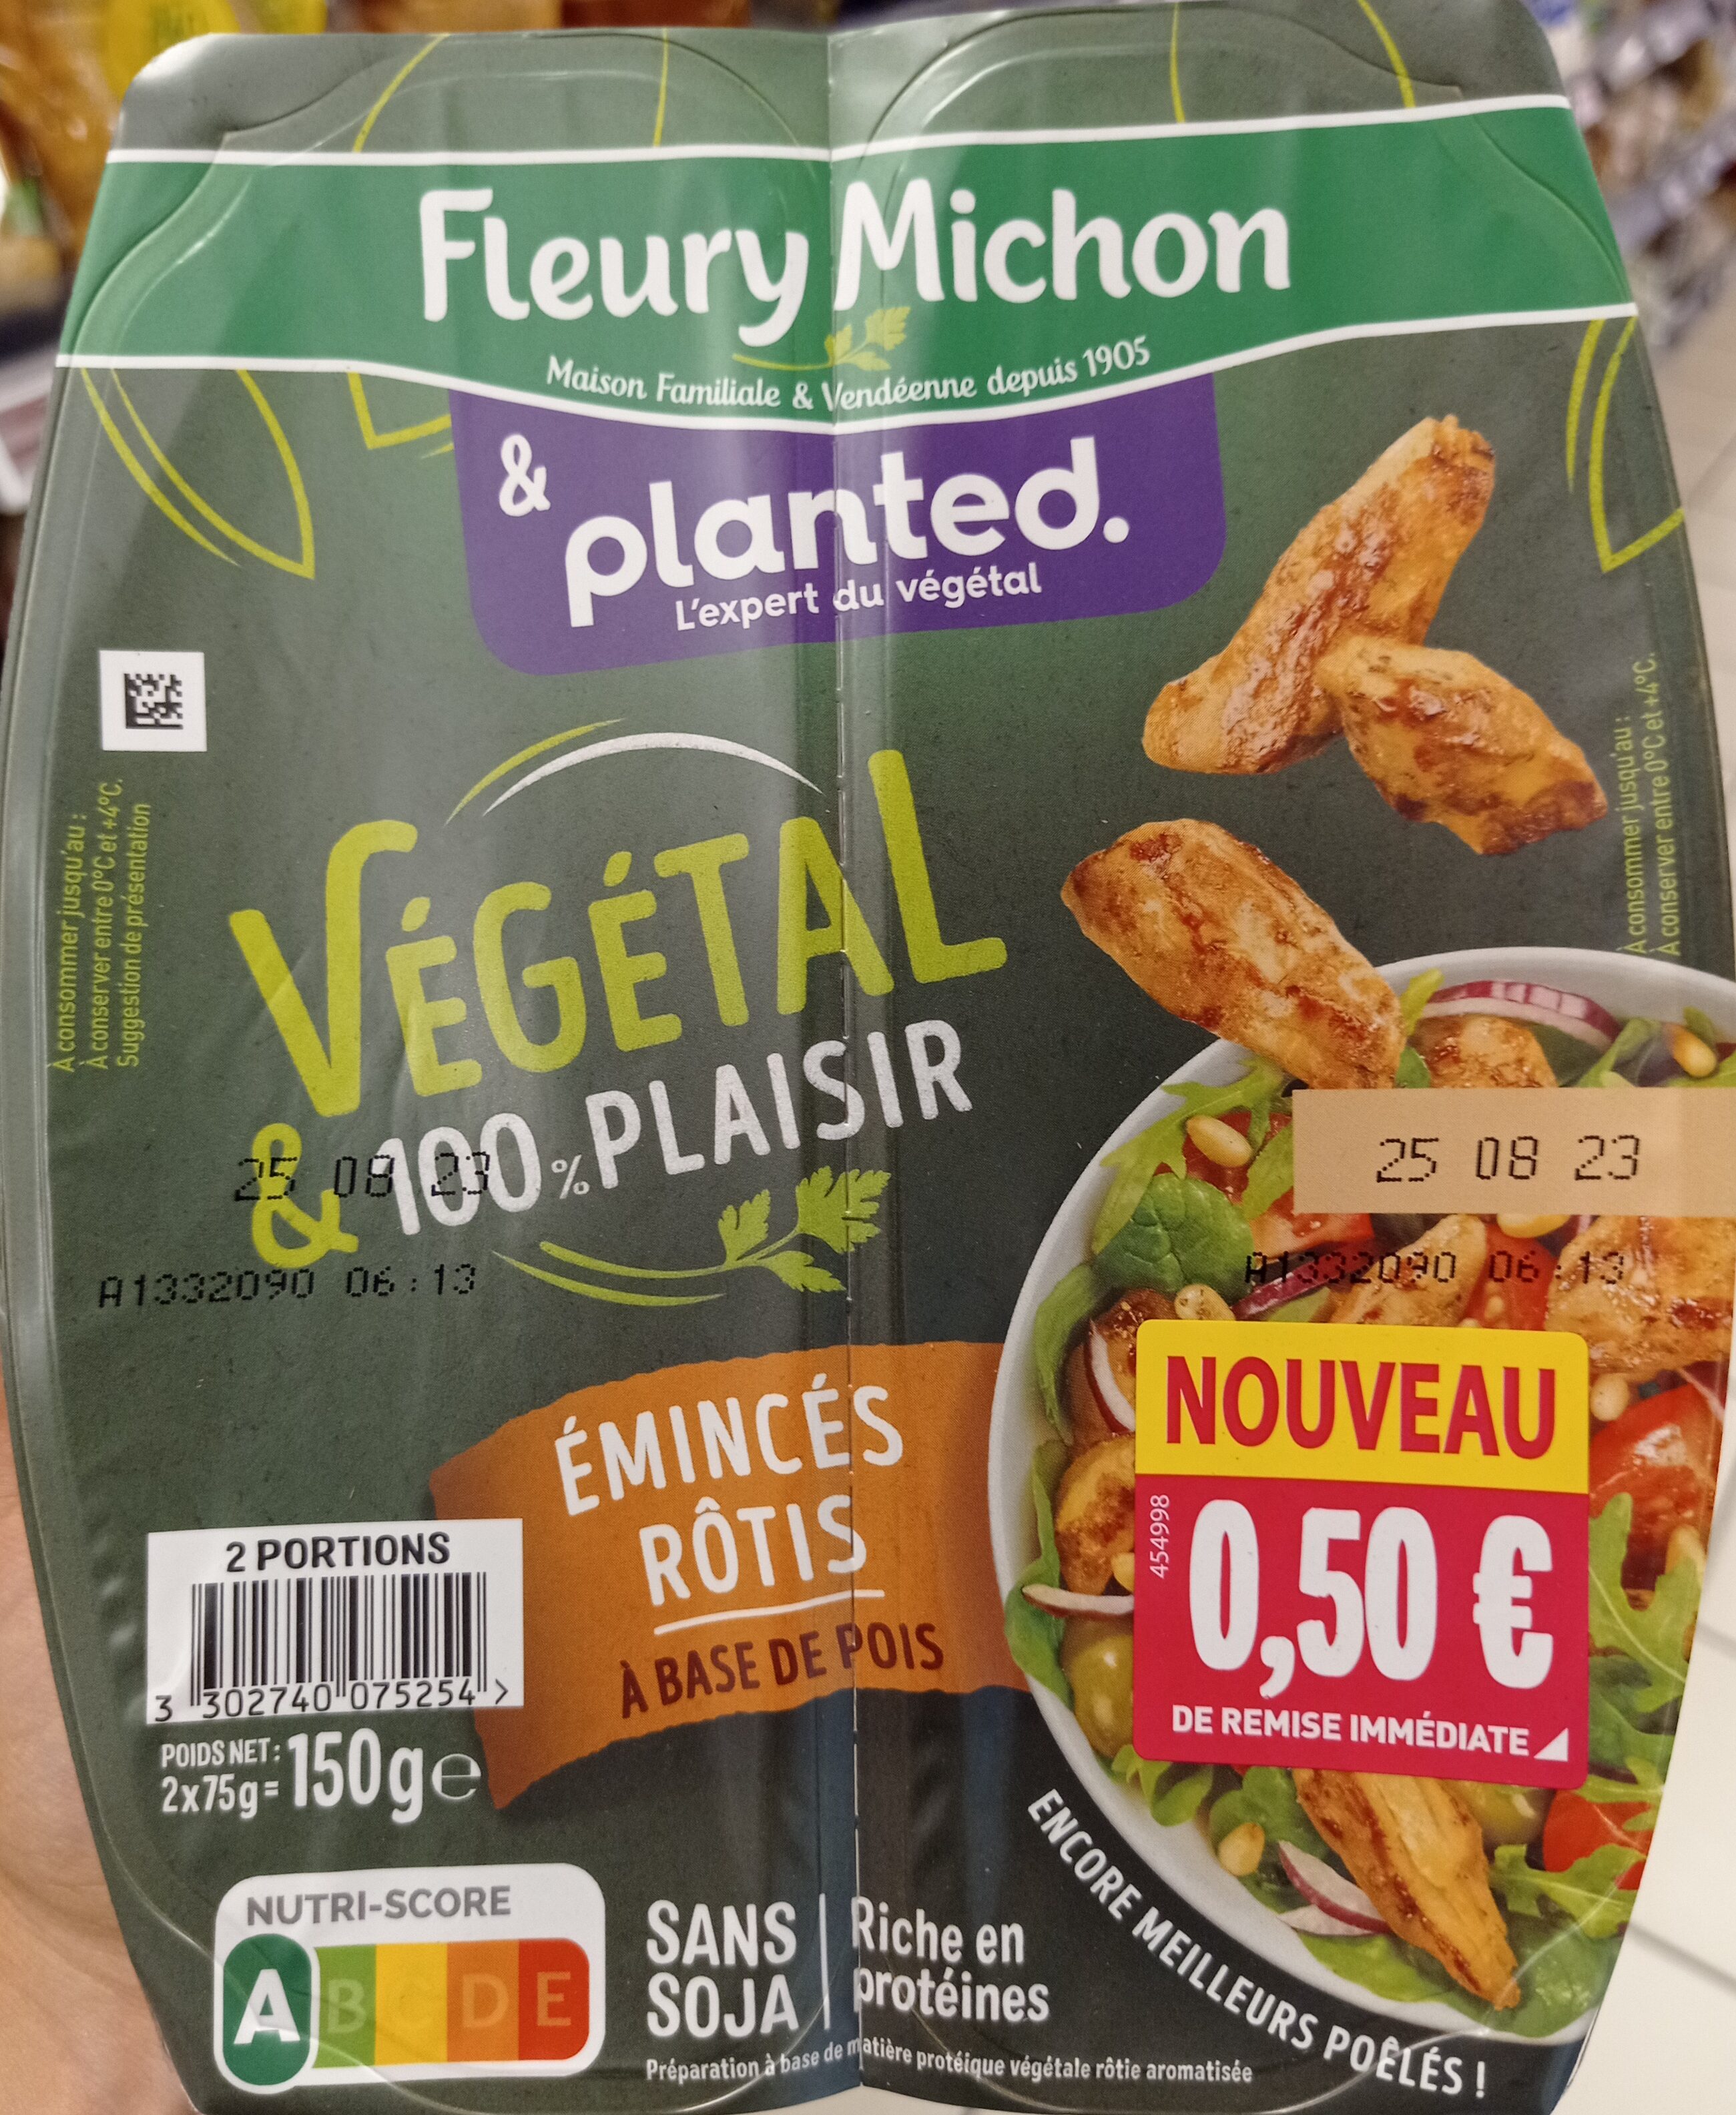 Fleury Michon
Maison Familiale & Vendéenne depuis 1905
& planted.
L'expert du végétal
À consommer jusqu'au :
À conserver entre 0°C et +4°C.
Suggestion de présentation
À consommer jusqu'au :
À conserver entre 0°C et +4°C.
VÉGÉTAL
& 100% PLAISIR
25 08 23
A1332090 06:13
25 08 23
A1332090 06:13
ÉMINCÉS
RÔTIS
À BASE DE POIS
NOUVEAU
454998
0,50 €
DE REMISE IMMÉDIATE
2 PORTIONS
3 302740 075254 >
POIDS NET :
2x75g= 150g e
NUTRI-SCORE
A B C D E
SANS
SOJA
Riche en
protéines
Préparation à base de matière protéique végétale rôtie aromatisée
ENCORE MEILLEURS POÊLÉS !